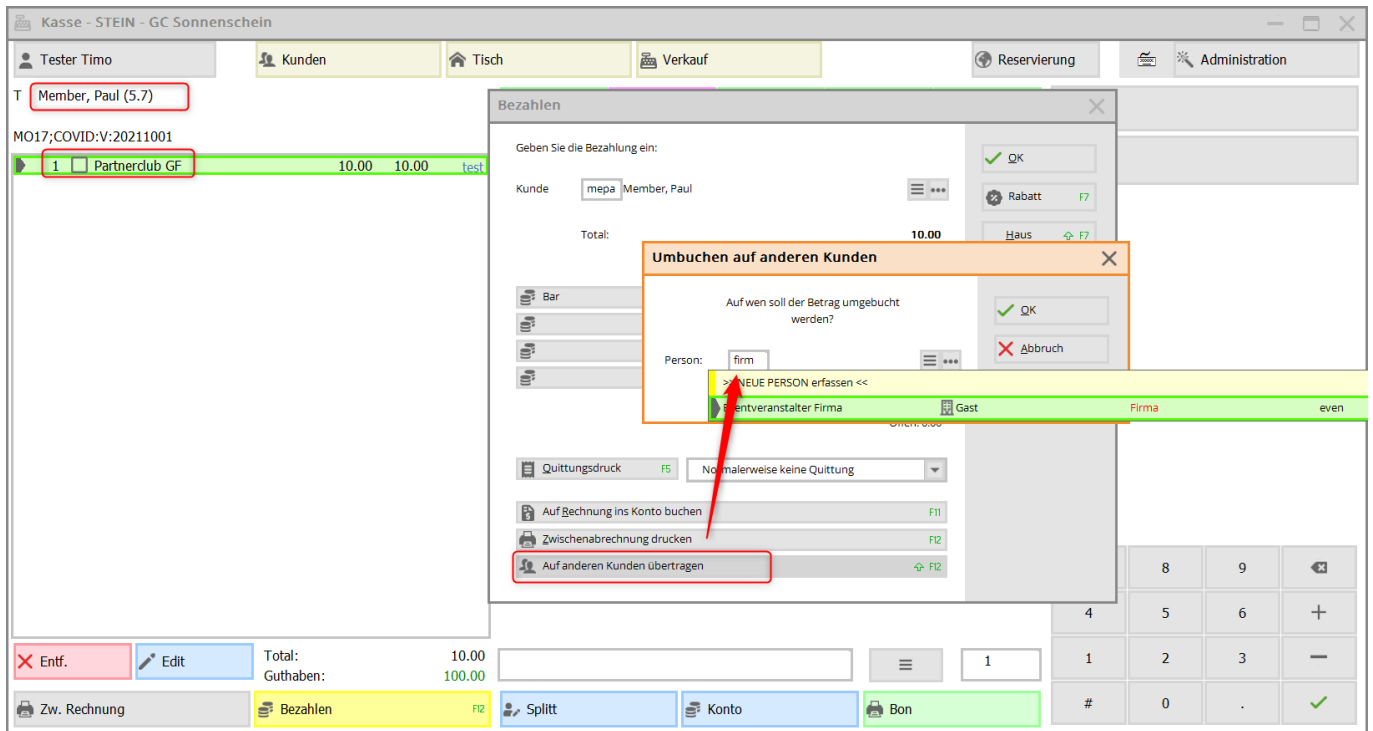 Kasse - STEIN - GC Sonnenschein
Tester Timo
Kunden
Tisch
Verkauf
Reservierung
Administration
T Member, Paul (5.7)
MO17;COVID:V:20211001
1 Partnerclub GF 10.00 10.00 test
Bezahlen
Geben Sie die Bezahlung ein:
Kunde mepa Member, Paul
Total: 10.00
OK
Rabatt F7
Haus F7
Bar
Umbuchen auf anderen Kunden
Auf wen soll der Betrag umgebucht
werden?
Person: firm
OK
Abbruch
>> NEUE PERSON erfassen <<
Eventveranstalter Firma Gast Firma even
Offen: 0.00
Quittungsdruck F5 Normalerweise keine Quittung
Auf Rechnung ins Konto buchen F11
Zwischenabrechnung drucken F12
Auf anderen Kunden übertragen F12
8 9
4 5 6 +
1 2 3 —
# 0 .
Entf.
Edit
Total: 10.00
Guthaben: 100.00
1
Zw. Rechnung
Bezahlen F12
Splitt
Konto
Bon